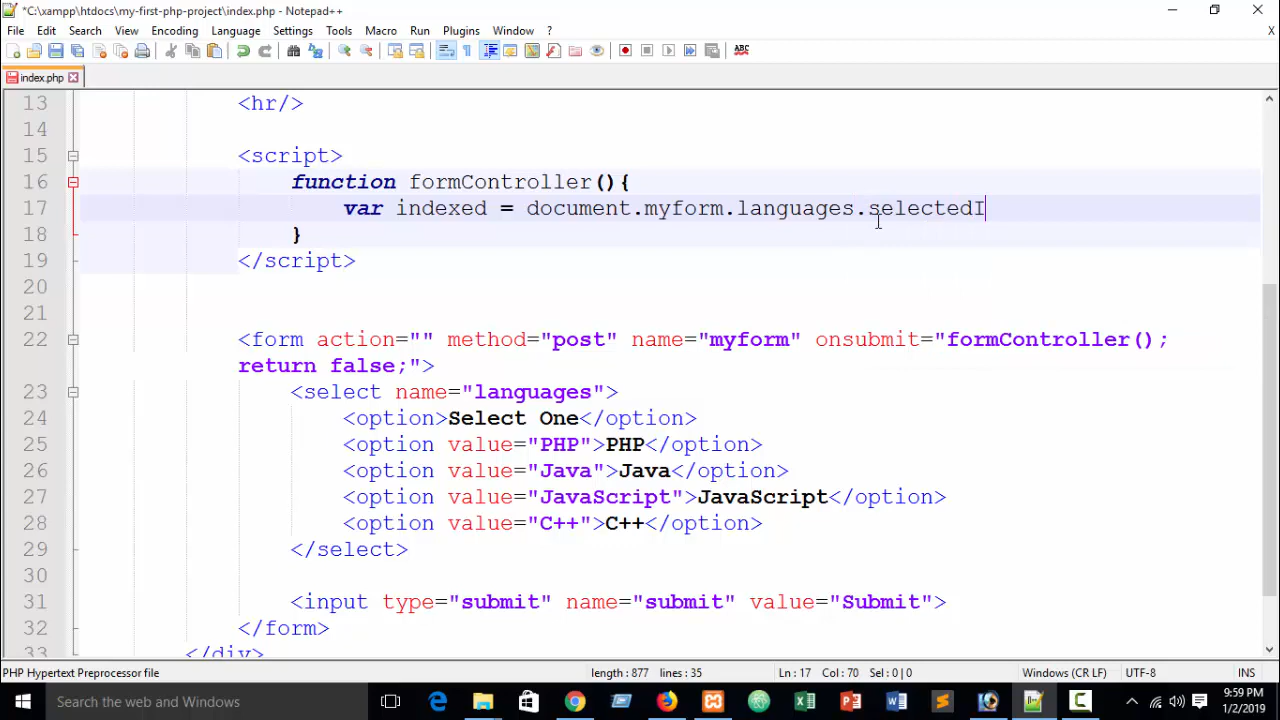 *C:\xampp\htdocs\my-first-php-project\index.php - Notepad++
File Edit Search View Encoding Language Settings Tools Macro Run Plugins Window ? X
ABC
index.php
13 <hr/>
14
15 <script>
16 function formController(){
17 var indexed = document.myform.languages.selectedI
18 }
19 </script>
20
21
22 <form action="" method="post" name="myform" onsubmit="formController();
return false;">
23 <select name="languages">
24 <option>Select One</option>
25 <option value="PHP">PHP</option>
26 <option value="Java">Java</option>
27 <option value="JavaScript">JavaScript</option>
28 <option value="C++">C++</option>
29 </select>
30
31 <input type="submit" name="submit" value="Submit">
32 </form>
33 </div>
PHP Hypertext Preprocessor file length : 877 lines : 35 Ln : 17 Col : 70 Sel : 0 | 0 Windows (CR LF) UTF-8 INS
Search the web and Windows
9:59 PM
1/2/2019